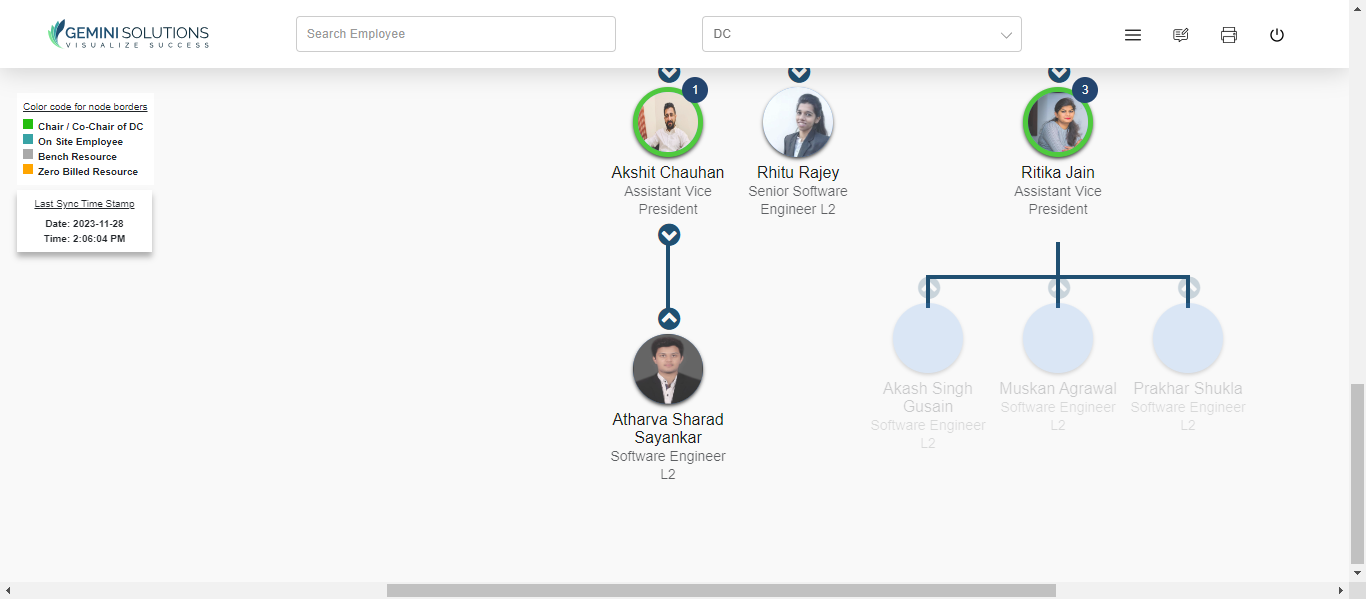 GEMINI SOLUTIONS
VISUALIZE SUCCESS
Search Employee
DC
Color code for node borders
Chair / Co-Chair of DC
On Site Employee
Bench Resource
Zero Billed Resource
Last Sync Time Stamp
Date: 2023-11-28
Time: 2:06:04 PM
1
Akshit Chauhan
Assistant Vice
President
Rhitu Rajey
Senior Software
Engineer L2
3
Ritika Jain
Assistant Vice
President
Atharva Sharad
Sayankar
Software Engineer
L2
Akash Singh
Gusain
Software Engineer
L2
Muskan Agrawal
Software Engineer
L2
Prakhar Shukla
Software Engineer
L2